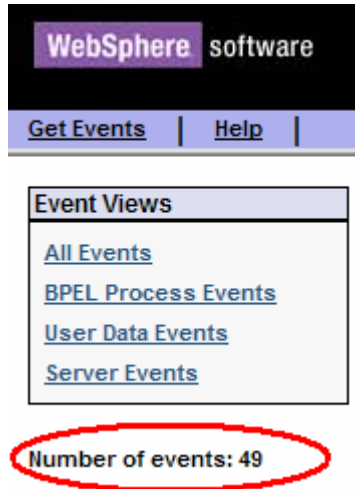 WebSphere software
Get Events | Help |
Event Views
All Events
BPEL Process Events
User Data Events
Server Events
Number of events: 49